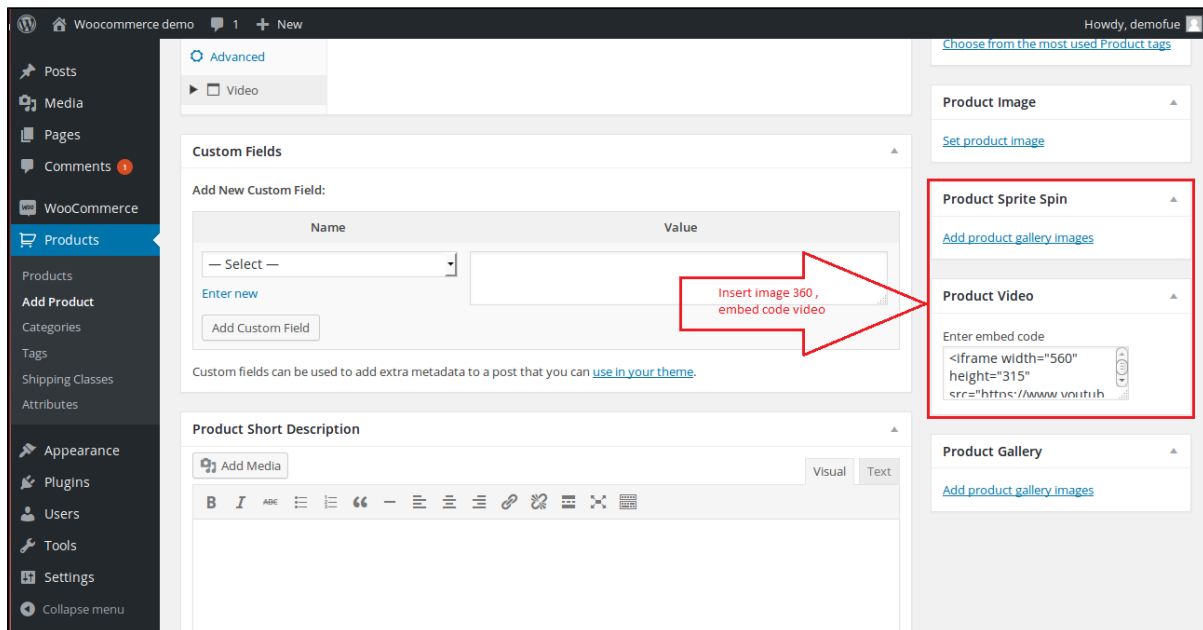 Woocommerce demo 1 + New Howdy, demofue
Posts
Media
Pages
Comments 1
WooCommerce
Products
Products
Add Product
Categories
Tags
Shipping Classes
Attributes
Appearance
Plugins
Users
Tools
Settings
Collapse menu
Advanced
Video
Custom Fields
Add New Custom Field:
Name Value
— Select —
Enter new
Add Custom Field
Custom fields can be used to add extra metadata to a post that you can use in your theme.
Insert image 360 ,
embed code video
Product Short Description
Add Media
Visual Text
B I ABC
Choose from the most used Product tags
Product Image
Set product image
Product Sprite Spin
Add product gallery images
Product Video
Enter embed code
<iframe width="560"
height="315"
src="https://www.youtub
Product Gallery
Add product gallery images